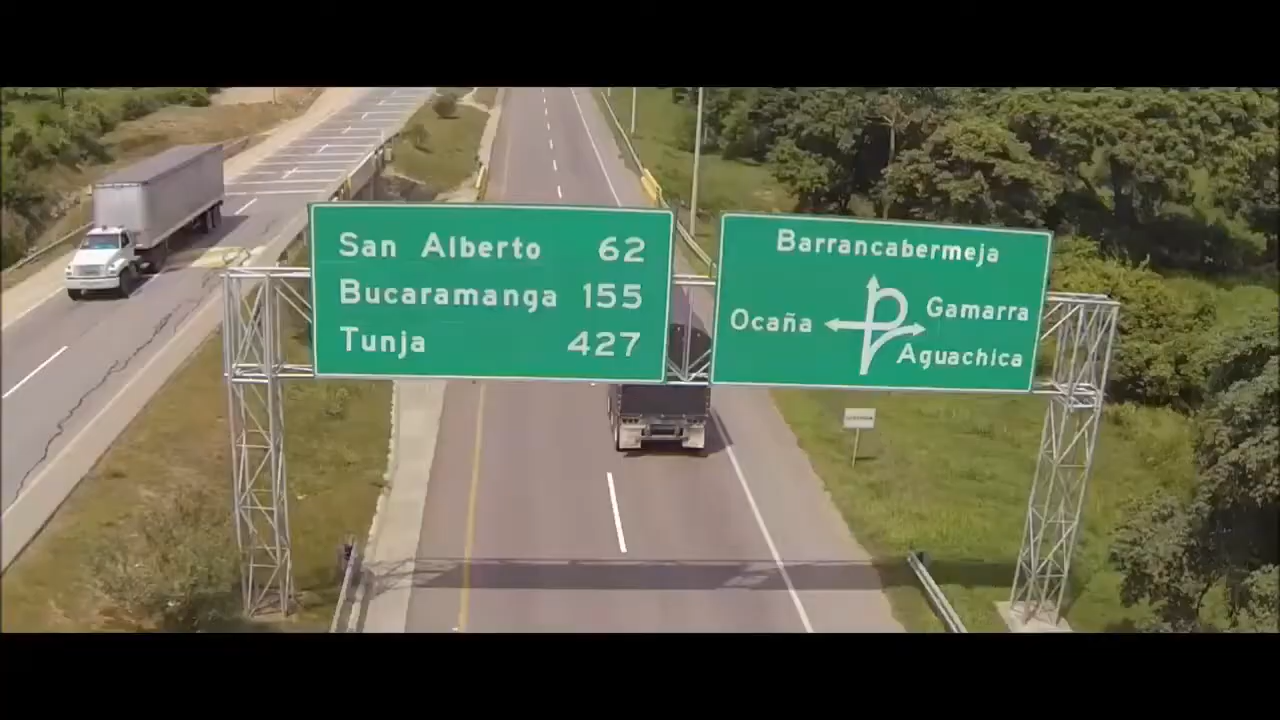 San Alberto 62
Bucaramanga 155
Tunja 427
Barrancabermeja
Ocaña
Gamarra
Aguachica